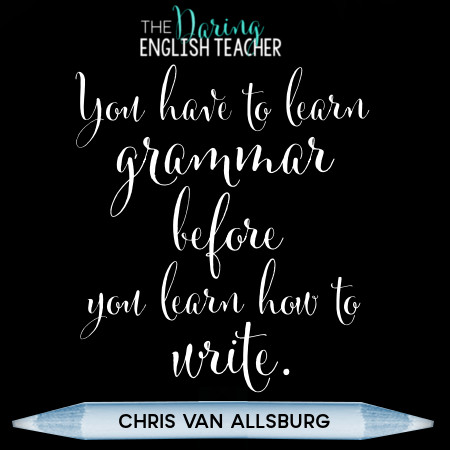 THE Daring
ENGLISH TEACHER
You have to learn
grammar
before
you learn how to
write.
CHRIS VAN ALLSBURG